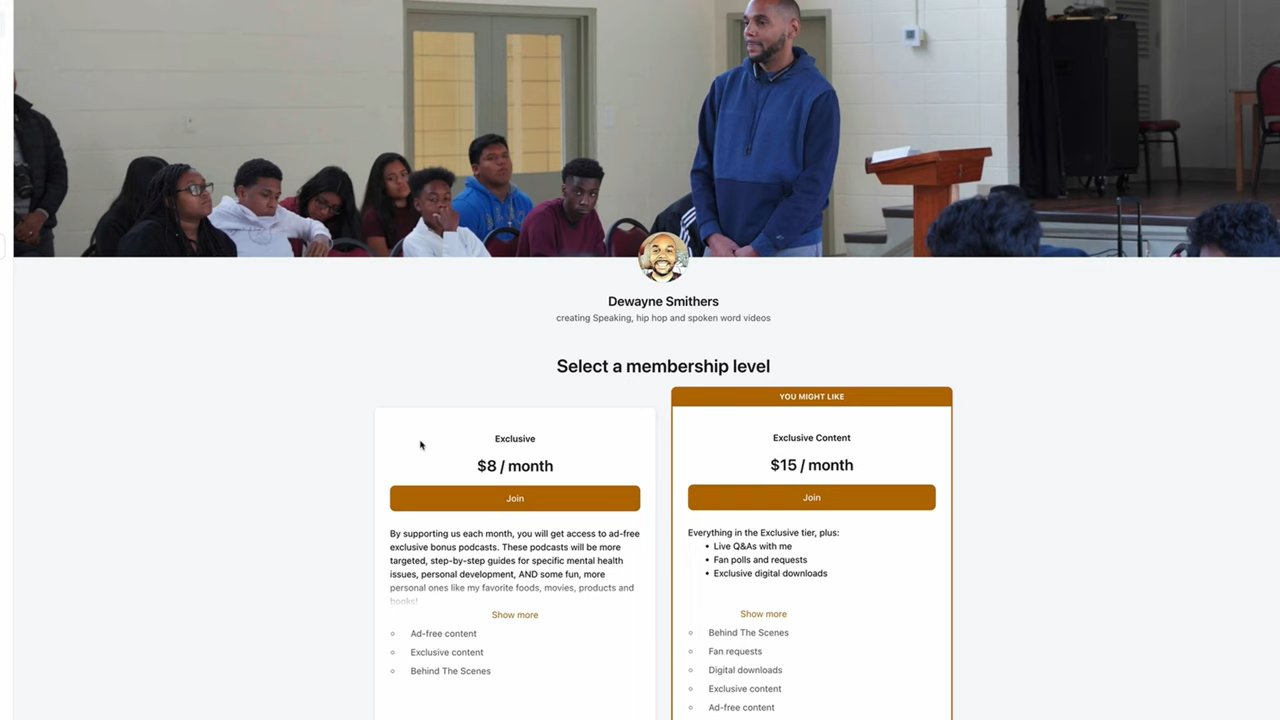 Dewayne Smithers
creating Speaking, hip hop and spoken word videos
Select a membership level
Exclusive
$8 / month
Join
By supporting us each month, you will get access to ad-free
exclusive bonus podcasts. These podcasts will be more
targeted, step-by-step guides for specific mental health
issues, personal development, AND some fun, more
personal ones like my favorite foods, movies, products and
books!
Show more
Ad-free content
Exclusive content
Behind The Scenes
YOU MIGHT LIKE
Exclusive Content
$15 / month
Join
Everything in the Exclusive tier, plus:
• Live Q&As with me
• Fan polls and requests
• Exclusive digital downloads
Show more
Behind The Scenes
Fan requests
Digital downloads
Exclusive content
Ad-free content